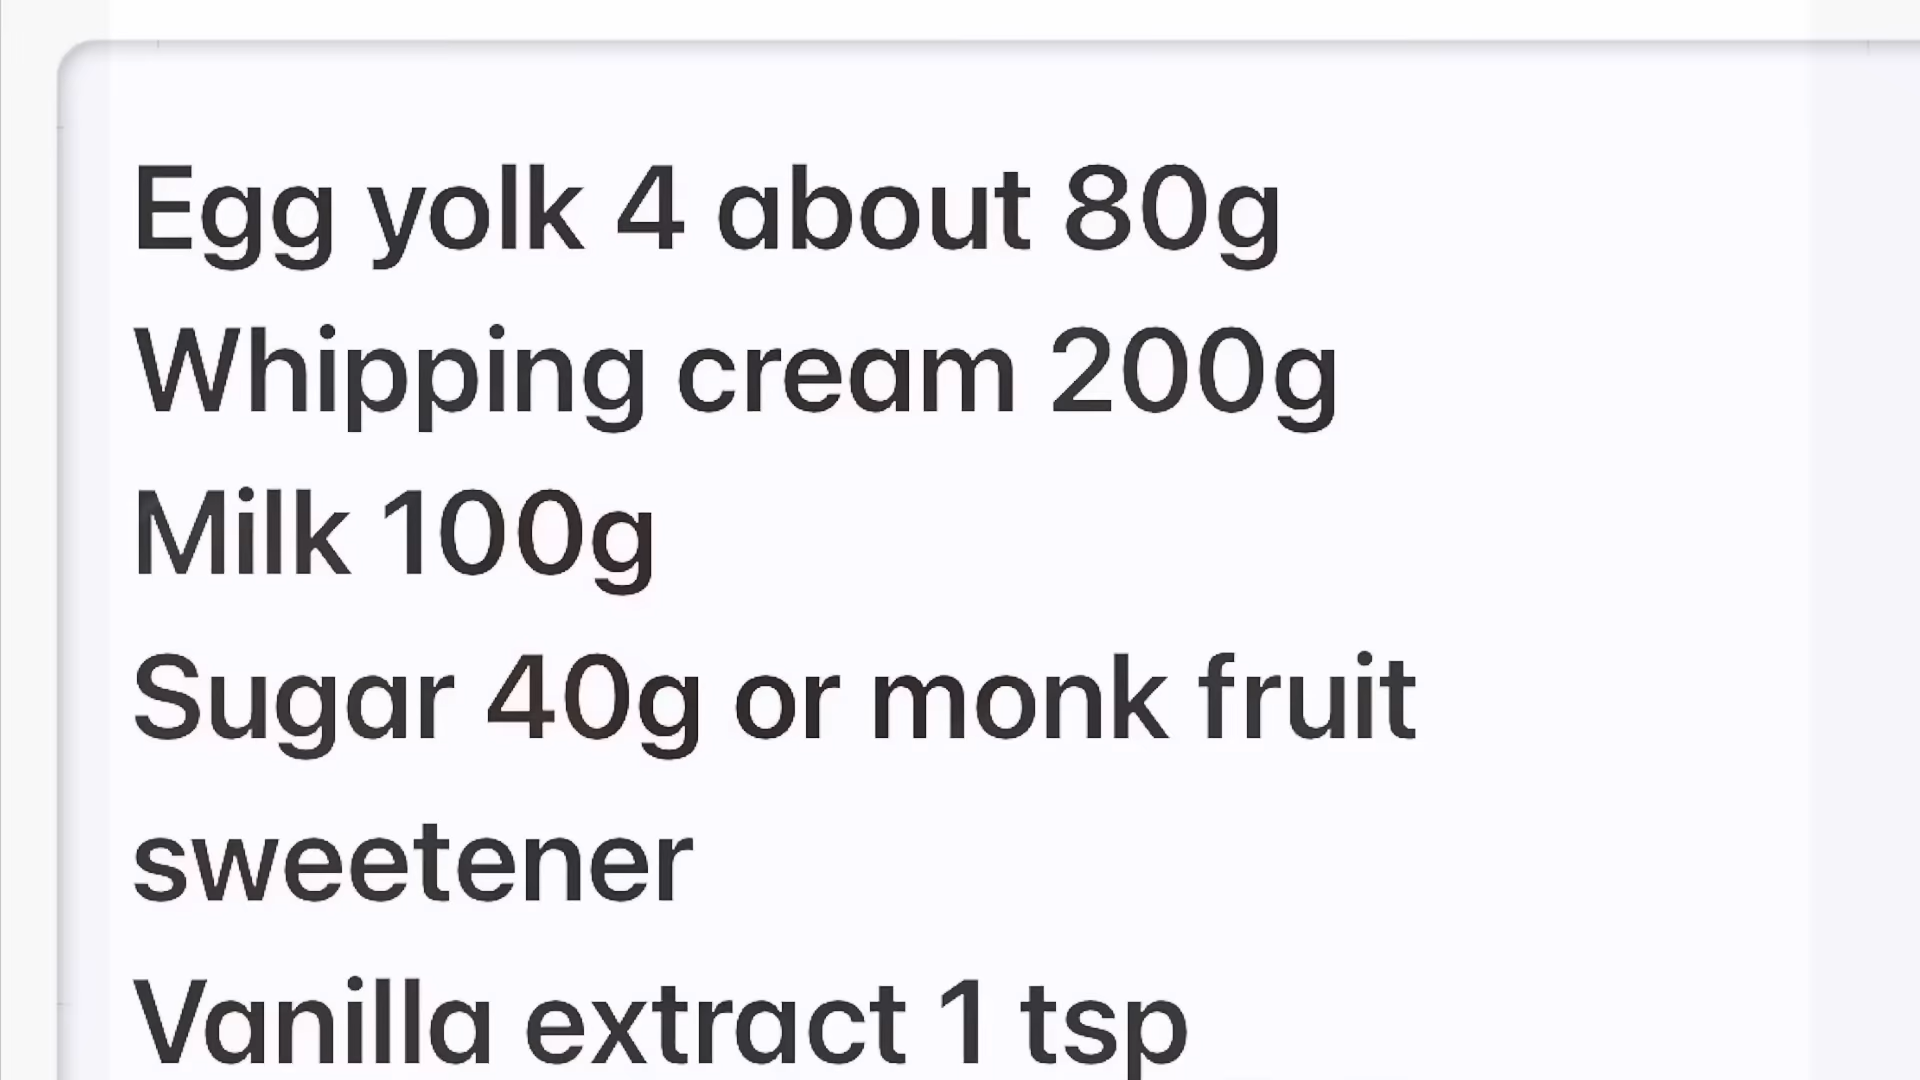 Egg yolk 4 about 80g
Whipping cream 200g
Milk 100g
Sugar 40g or monk fruit
sweetener
Vanilla extract 1 tsp